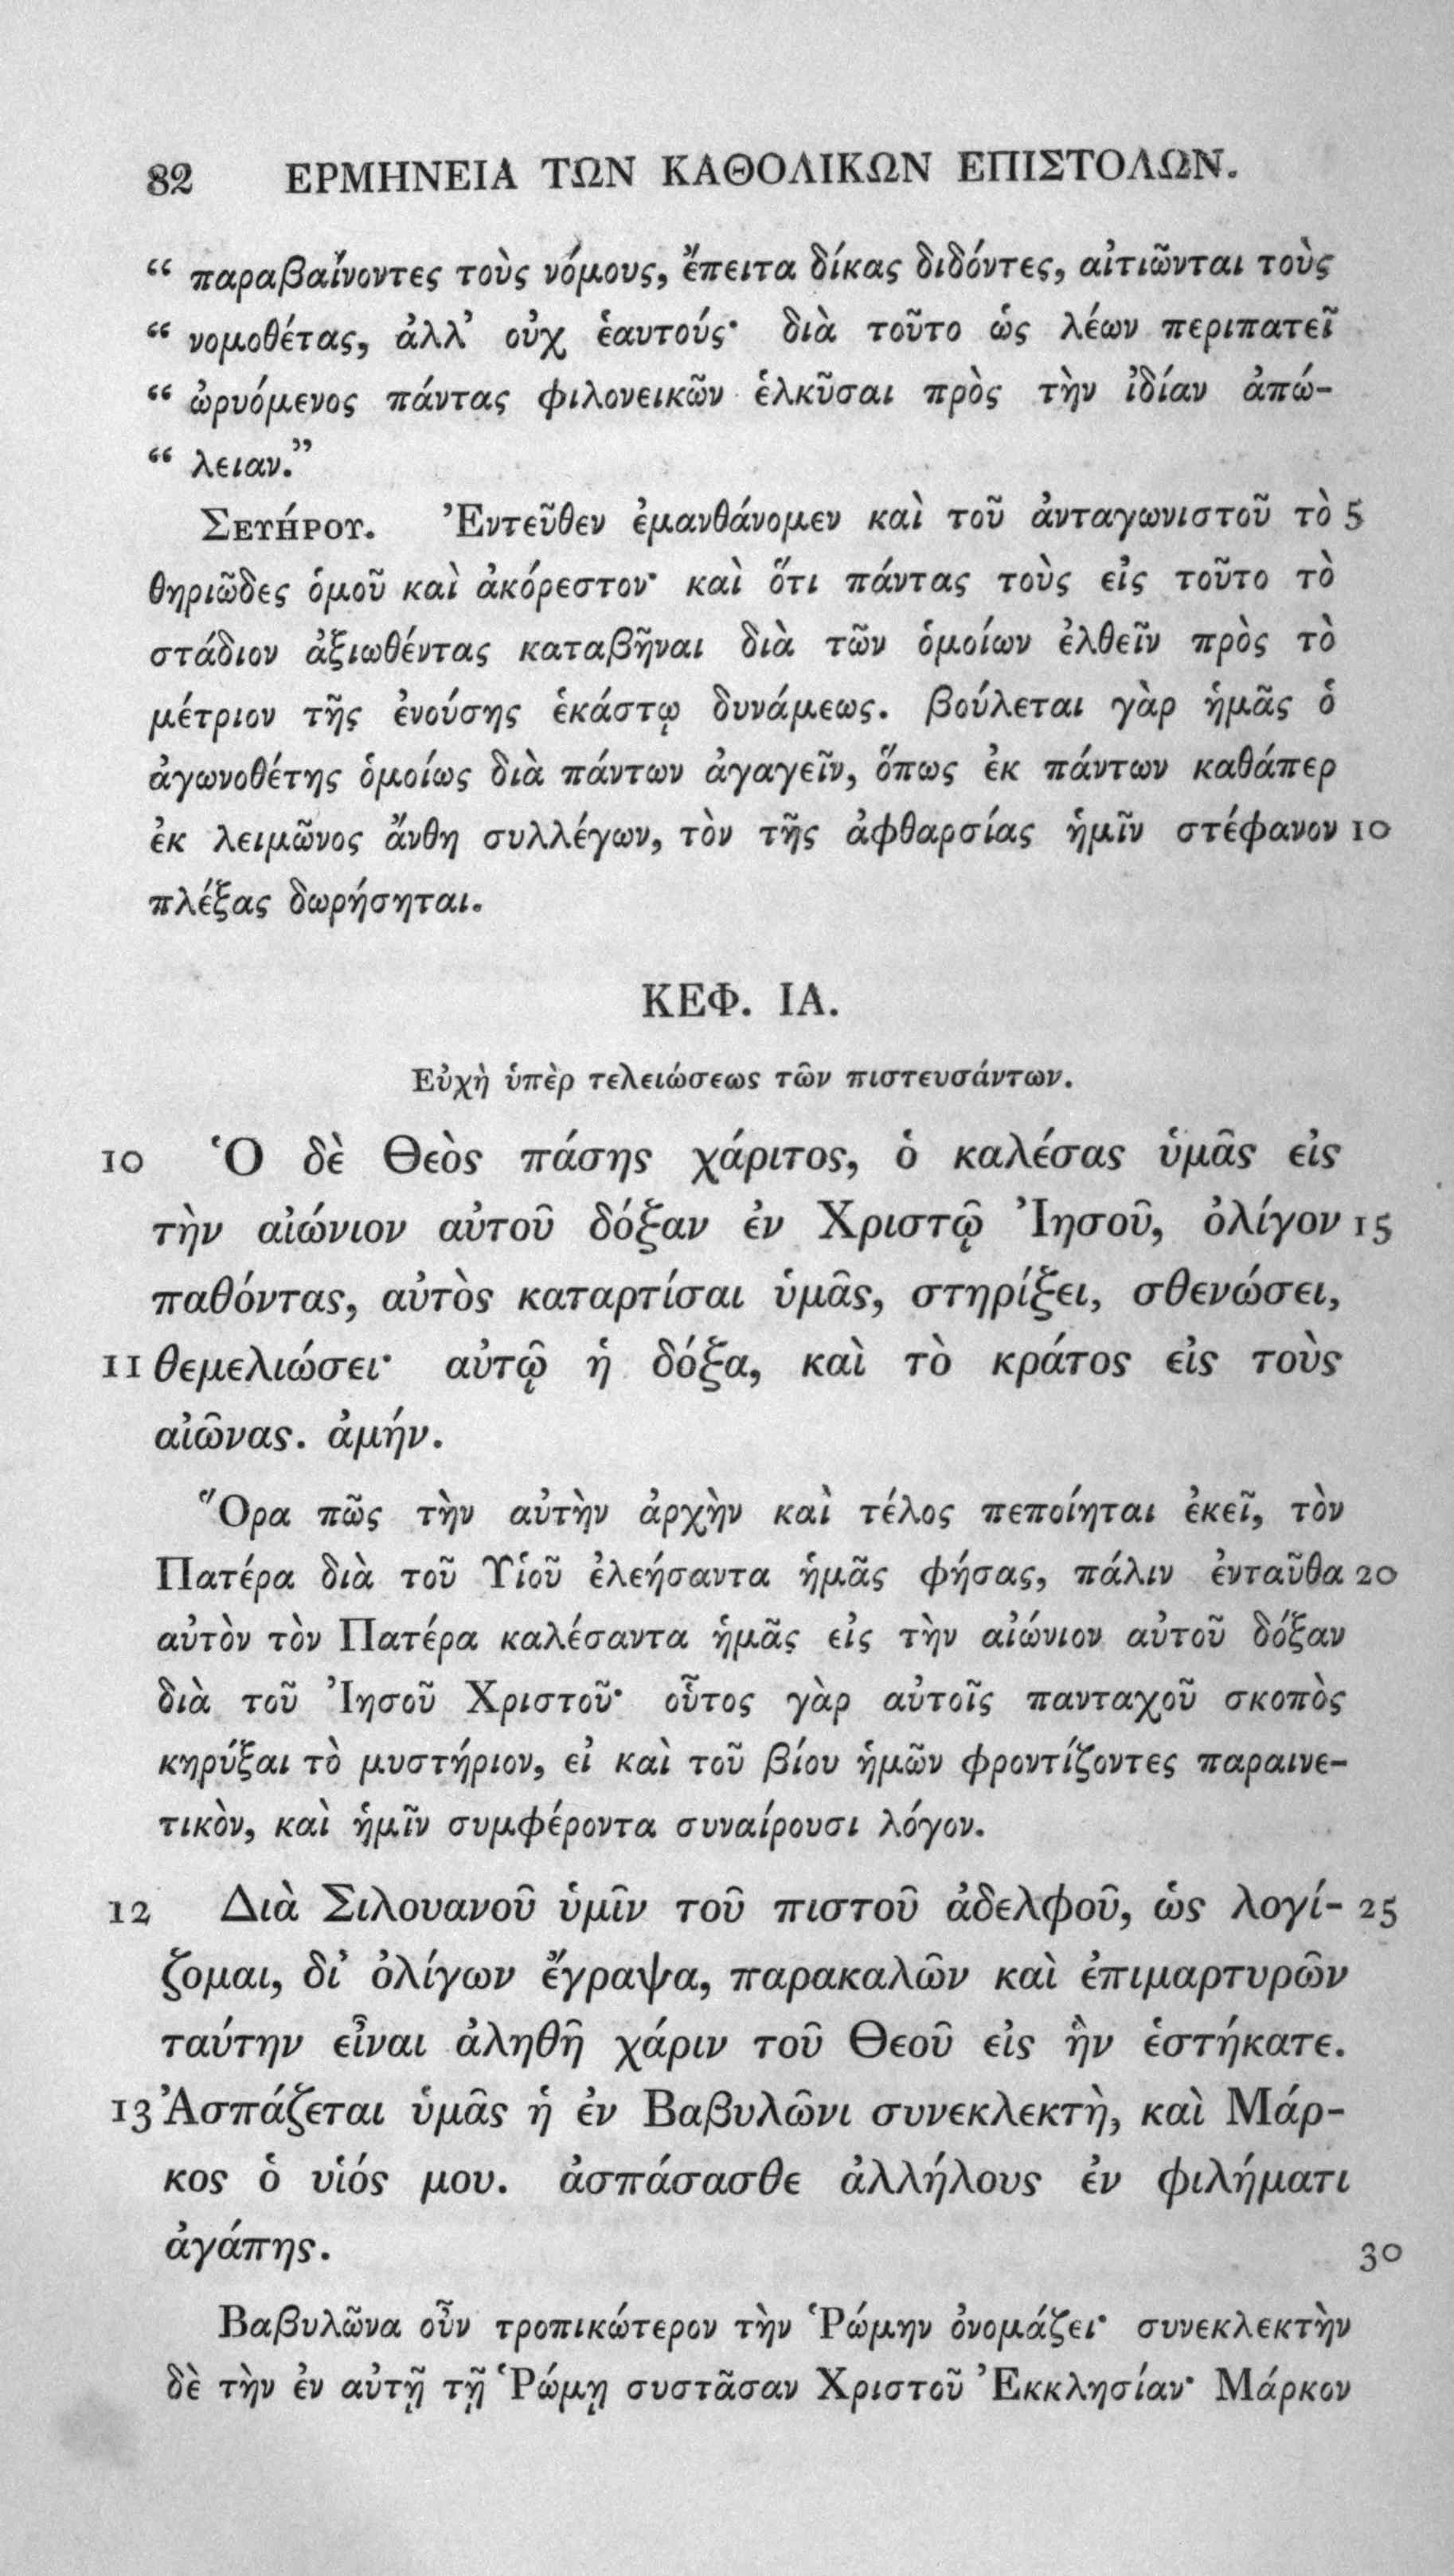 82 ΕΡΜΗΝΕΙΑ ΤΩΝ ΚΑΘΟΛΙΚΩΝ ΕΠΙΣΤΟΛΩΝ.
“ παραβαίνοντες τοὺς νόμους, ἔπειτα δίκας διδόντες, αἰτιῶνται τοὺς
“ νομοθέτας, ἀλλ’ οὐχ ἑαυτούς· διὰ τοῦτο ὡς λέων περιπατεῖ
“ ὠρυόμενος πάντας φιλονεικῶν ἑλκῦσαι πρὸς τὴν ἰδίαν ἀπώ-
“ λειαν.”
Σευήρου. Ἐντεῦθεν ἐμανθάνομεν καὶ τοῦ ἀνταγωνιστοῦ τὸ 5
θηριῶδες ὁμοῦ καὶ ἀκόρεστον· καὶ ὅτι πάντας τοὺς εἰς τοῦτο τὸ
στάδιον ἀξιωθέντας καταβῆναι διὰ τῶν ὁμοίων ἐλθεῖν πρὸς τὸ
μέτριον τῆς ἐνούσης ἑκάστῳ δυνάμεως. βούλεται γὰρ ἡμᾶς ὁ
ἀγωνοθέτης ὁμοίως διὰ πάντων ἀγαγεῖν, ὅπως ἐκ πάντων καθάπερ
ἐκ λειμῶνος ἄνθη συλλέγων, τὸν τῆς ἀφθαρσίας ἡμῖν στέφανον 10
πλέξας δωρήσηται.
ΚΕΦ. ΙΑ.
Εὐχὴ ὑπὲρ τελειώσεως τῶν πιστευσάντων.
10 Ὁ δὲ Θεὸς πάσης χάριτος, ὁ καλέσας ὑμᾶς εἰς
τὴν αἰώνιον αὐτοῦ δόξαν ἐν Χριστῷ Ἰησοῦ, ὀλίγον 15
παθόντας, αὐτὸς καταρτίσαι ὑμᾶς, στηρίξει, σθενώσει,
11 θεμελιώσει· αὐτῷ ἡ δόξα, καὶ τὸ κράτος εἰς τοὺς
αἰῶνας. ἀμήν.
Ὅρα πῶς τὴν αὐτὴν ἀρχὴν καὶ τέλος πεποίηται ἐκεῖ, τὸν
Πατέρα διὰ τοῦ Υἱοῦ ἐλεήσαντα ἡμᾶς φήσας, πάλιν ἐνταῦθα 20
αὐτὸν τὸν Πατέρα καλέσαντα ἡμᾶς εἰς τὴν αἰώνιον αὐτοῦ δόξαν
διὰ τοῦ Ἰησοῦ Χριστοῦ· οὗτος γὰρ αὐτοῖς πανταχοῦ σκοπὸς
κηρύξαι τὸ μυστήριον, εἰ καὶ τοῦ βίου ἡμῶν φροντίζοντες παραινε-
τικὸν, καὶ ἡμῖν συμφέροντα συναίρουσι λόγον.
12 Διὰ Σιλουανοῦ ὑμῖν τοῦ πιστοῦ ἀδελφοῦ, ὡς λογί- 25
ζομαι, δι’ ὀλίγων ἔγραψα, παρακαλῶν καὶ ἐπιμαρτυρῶν
ταύτην εἶναι ἀληθῆ χάριν τοῦ Θεοῦ εἰς ἣν ἑστήκατε.
13 Ἀσπάζεται ὑμᾶς ἡ ἐν Βαβυλῶνι συνεκλεκτὴ, καὶ Μάρ-
κος ὁ υἱός μου. ἀσπάσασθε ἀλλήλους ἐν φιλήματι
ἀγάπης. 30
Βαβυλῶνα οὖν τροπικώτερον τὴν Ῥώμην ὀνομάζει· συνεκλεκτὴν
δὲ τὴν ἐν αὐτῇ τῇ Ῥώμῃ συστᾶσαν Χριστοῦ Ἐκκλησίαν· Μάρκον